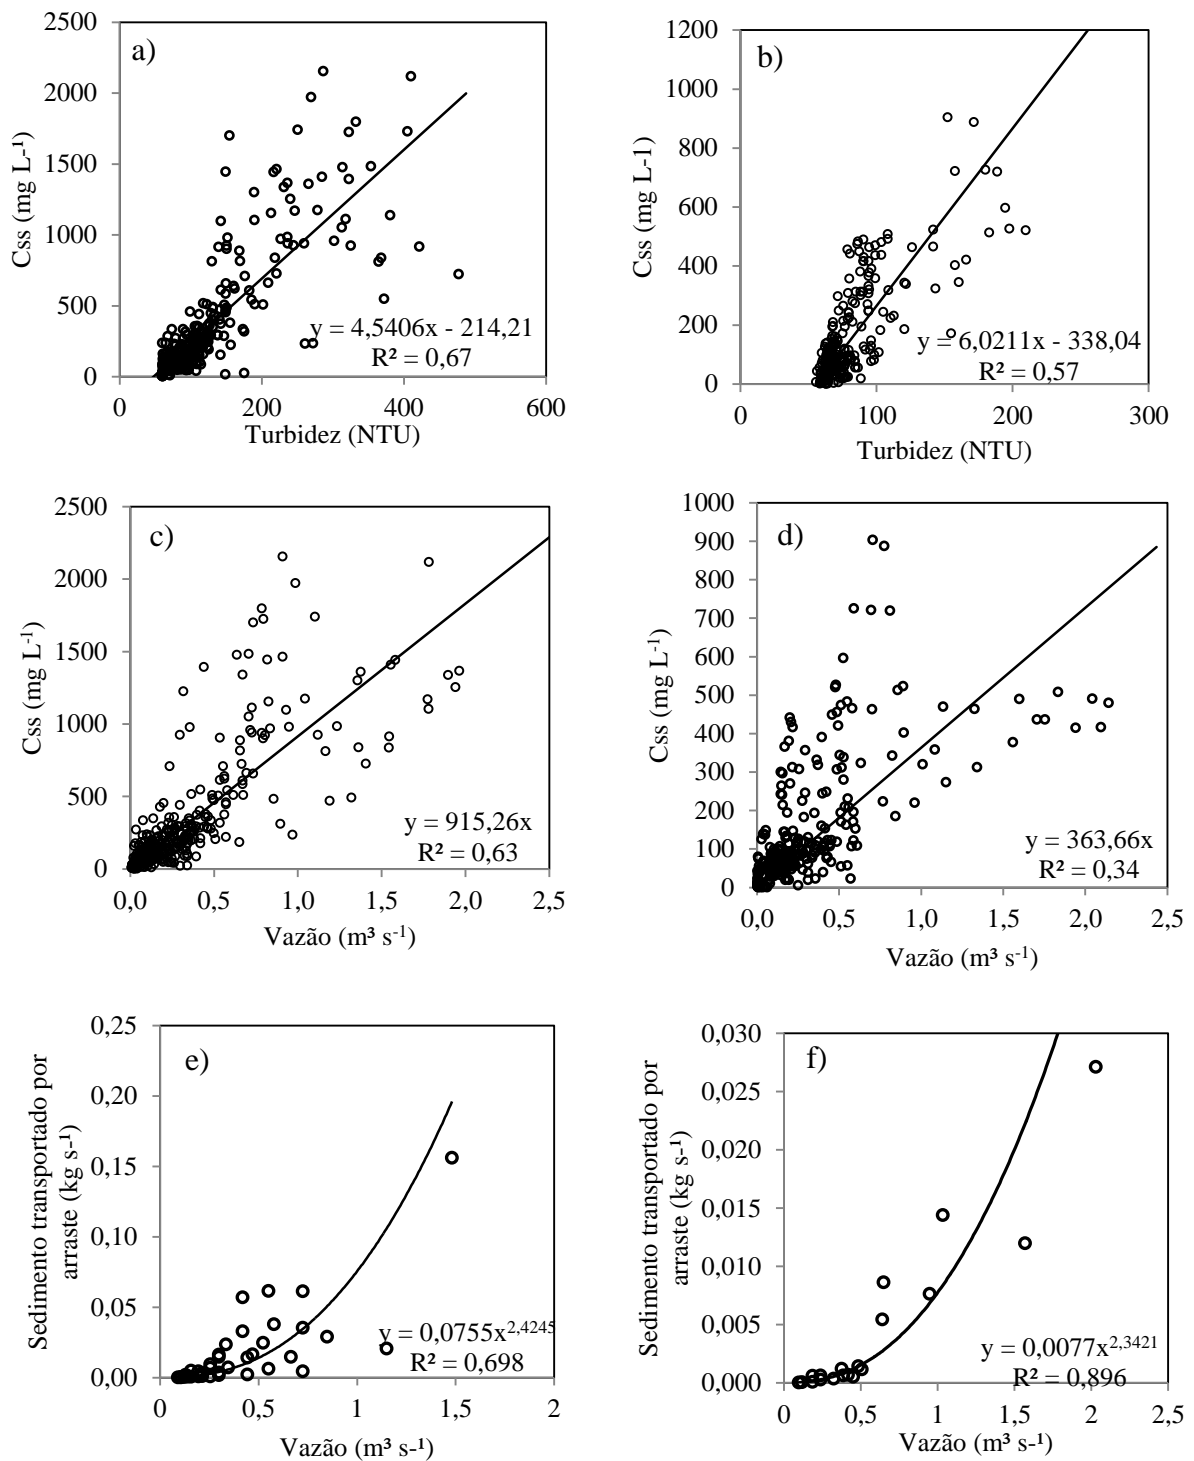 a)
2500
2000
1500
1000
500
0
Css (mg L-¹)
y = 4,5406x - 214,21
R² = 0,67
0 200 400 600
Turbidez (NTU)
b)
1200
1000
800
600
400
200
0
Css (mg L-1)
y = 6,0211x - 338,04
R² = 0,57
0 100 200 300
Turbidez (NTU)
c)
2500
2000
1500
1000
500
0
Css (mg L-1)
y = 915,26x
R² = 0,63
0,0 0,5 1,0 1,5 2,0 2,5
Vazão (m³ s-1)
d)
1000
900
800
700
600
500
400
300
200
100
0
Css (mg L-1)
y = 363,66x
R² = 0,34
0,0 0,5 1,0 1,5 2,0 2,5
Vazão (m³ s-1)
e)
0,25
0,20
0,15
0,10
0,05
0,00
Sedimento transportado por
arraste (kg s-¹)
y = 0,0755x2,4245
R² = 0,698
0 0,5 1 1,5 2
Vazão (m³ s-¹)
f)
0,030
0,025
0,020
0,015
0,010
0,005
0,000
Sedimento transportado por
arraste (kg s-¹)
y = 0,0077x2,3421
R² = 0,896
0 0,5 1 1,5 2 2,5
Vazão (m³ s-¹)